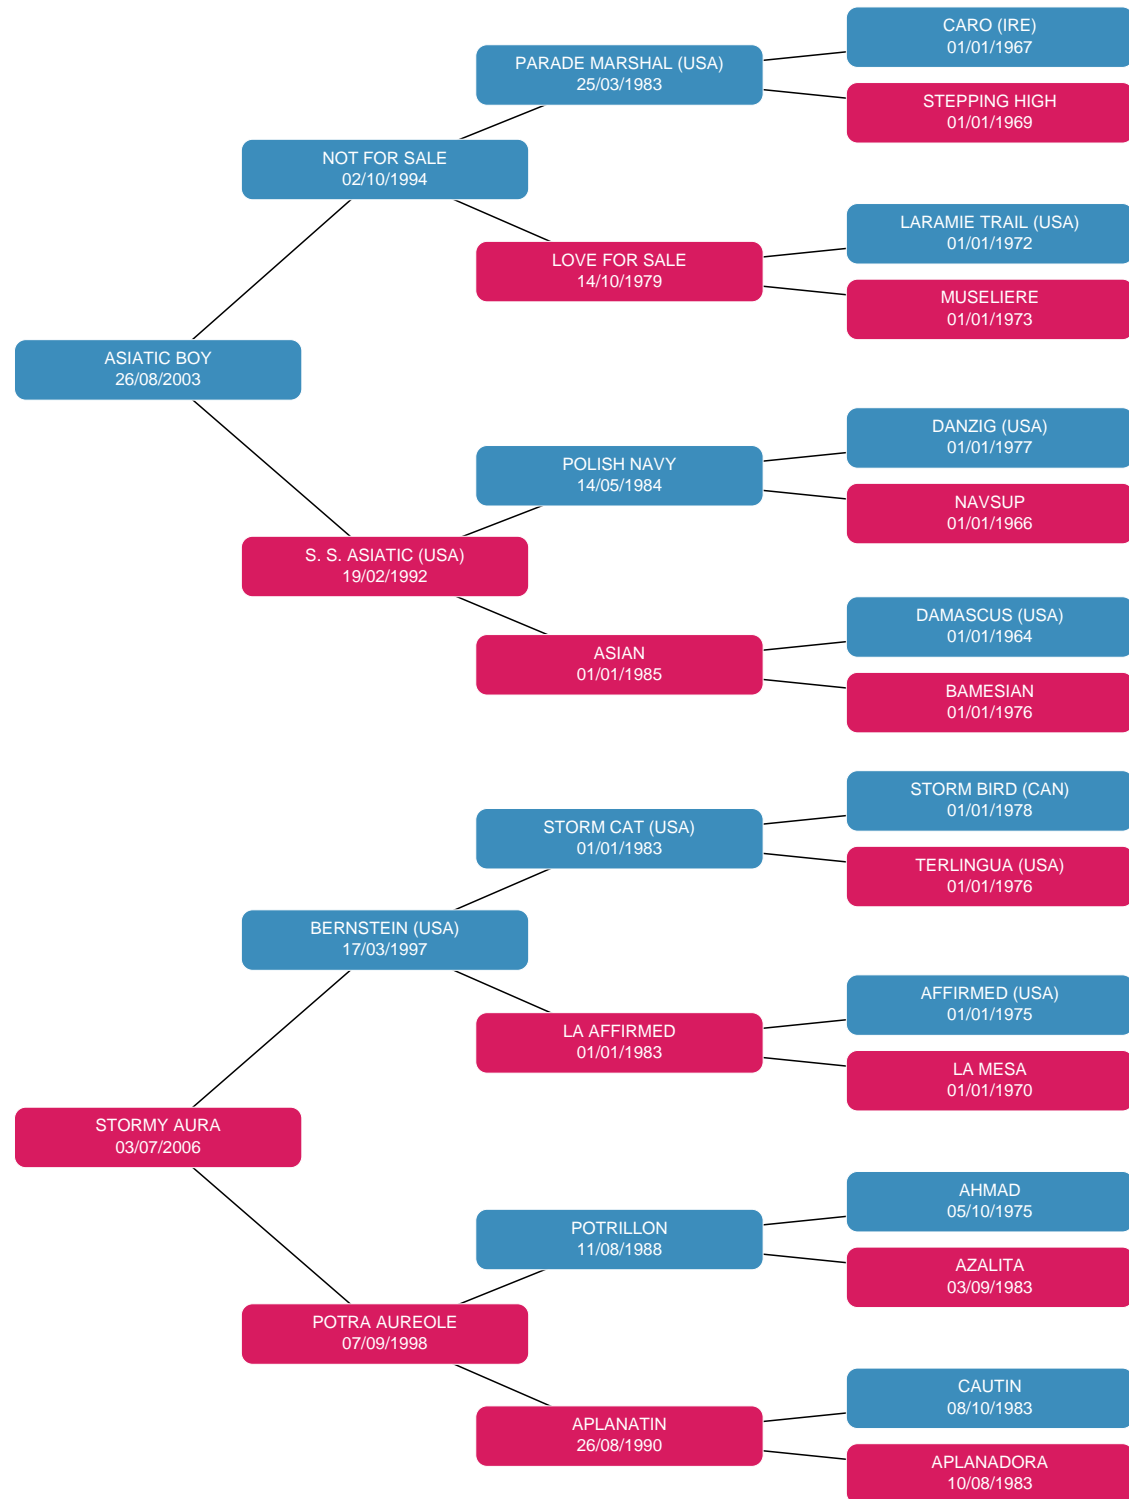 CARO (IRE)
01/01/1967
PARADE MARSHAL (USA)
25/03/1983
STEPPING HIGH
01/01/1969
NOT FOR SALE
02/10/1994
LARAMIE TRAIL (USA)
01/01/1972
LOVE FOR SALE
14/10/1979
MUSELIERE
01/01/1973
ASIATIC BOY
26/08/2003
DANZIG (USA)
01/01/1977
POLISH NAVY
14/05/1984
NAVSUP
01/01/1966
S. S. ASIATIC (USA)
19/02/1992
DAMASCUS (USA)
01/01/1964
ASIAN
01/01/1985
BAMESIAN
01/01/1976
STORM BIRD (CAN)
01/01/1978
STORM CAT (USA)
01/01/1983
TERLINGUA (USA)
01/01/1976
BERNSTEIN (USA)
17/03/1997
AFFIRMED (USA)
01/01/1975
LA AFFIRMED
01/01/1983
LA MESA
01/01/1970
STORMY AURA
03/07/2006
AHMAD
05/10/1975
POTRILLON
11/08/1988
AZALITA
03/09/1983
POTRA AUREOLE
07/09/1998
CAUTIN
08/10/1983
APLANATIN
26/08/1990
APLANADORA
10/08/1983